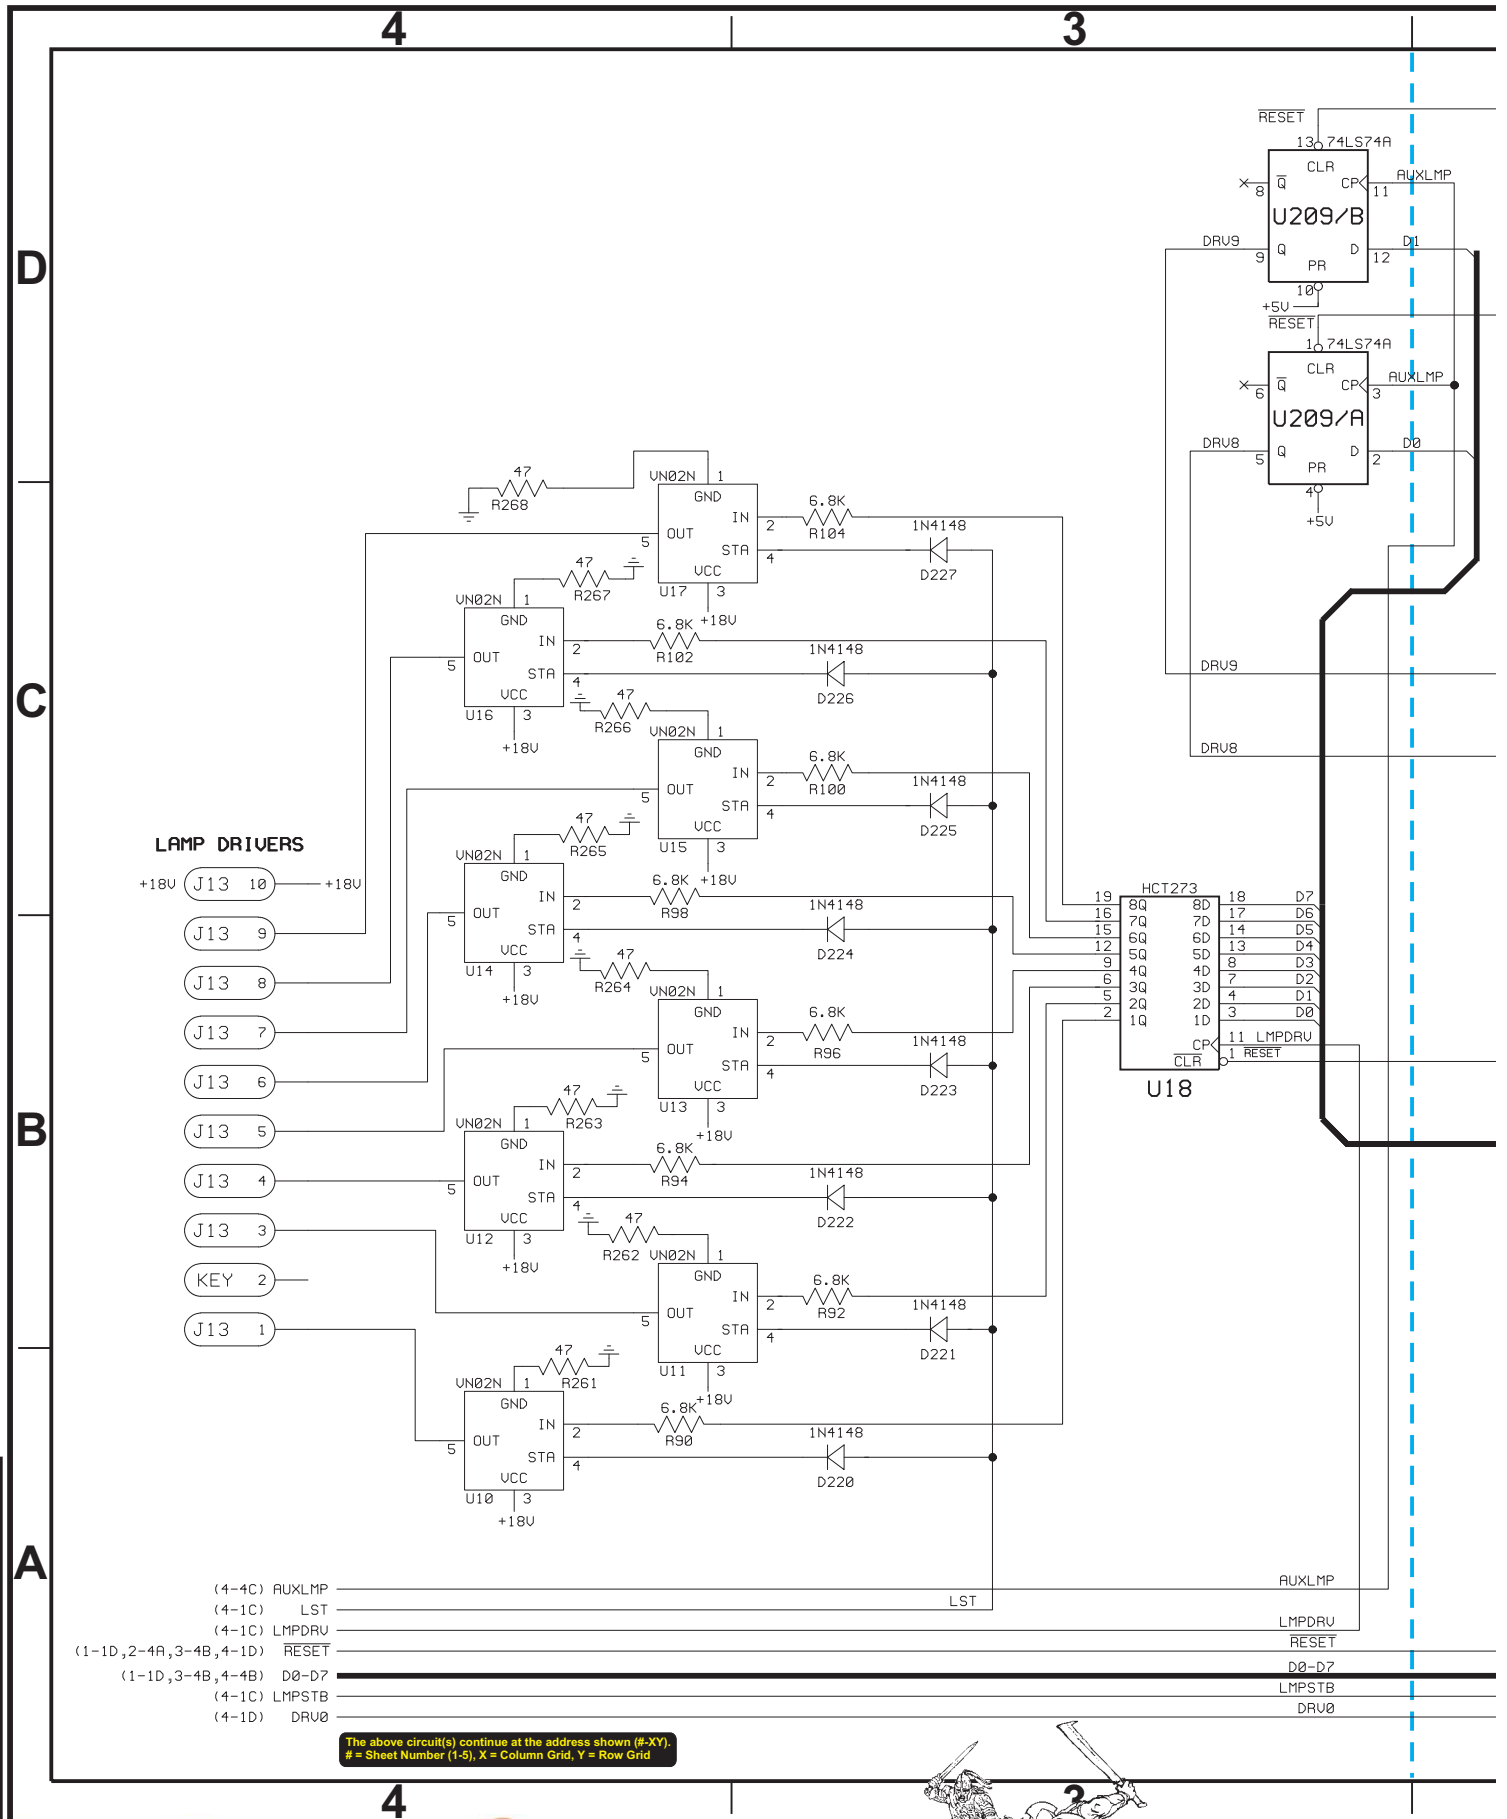 4 3
D
C
B
A
RESET
13 74LS74A
CLR
8 Q CP 11 AUXLMP
U209/B
DRV9 9 Q D 12 D1
PR
10
+5V
RESET
1 74LS74A
CLR
6 Q CP 3 AUXLMP
U209/A
DRV8 5 Q D 2 D0
PR
4
+5V
47
R268
VN02N 1
GND
IN 2
5 OUT
STA 4
VCC
U17 3
+18V
6.8K
R104
1N4148
D227
47
R267
VN02N 1
GND
IN 2
5 OUT
STA 4
VCC
U16 3
+18V
6.8K
R102
1N4148
D226
DRV9
47
R266
VN02N 1
GND
IN 2
5 OUT
STA 4
VCC
U15 3
+18V
6.8K
R100
1N4148
D225
DRV8
47
R265
VN02N 1
GND
IN 2
5 OUT
STA 4
VCC
U14 3
+18V
6.8K
R98
1N4148
D224
47
R264
VN02N 1
GND
IN 2
5 OUT
STA 4
VCC
U13 3
+18V
6.8K
R96
1N4148
D223
47
R263
VN02N 1
GND
IN 2
5 OUT
STA 4
VCC
U12 3
+18V
6.8K
R94
1N4148
D222
47
R262
VN02N 1
GND
IN 2
5 OUT
STA 4
VCC
U11 3
+18V
6.8K
R92
1N4148
D221
47
R261
VN02N 1
GND
IN 2
5 OUT
STA 4
VCC
U10 3
+18V
6.8K
R90
1N4148
D220
LAMP DRIVERS
+18V J13 10 +18V
J13 9
J13 8
J13 7
J13 6
J13 5
J13 4
J13 3
KEY 2
J13 1
HCT273
19 8Q 8D 18 D7
16 7Q 7D 17 D6
15 6Q 6D 14 D5
12 5Q 5D 13 D4
9 4Q 4D 8 D3
6 3Q 3D 7 D2
5 2Q 2D 4 D1
2 1Q 1D 3 D0
CP 11 LMPDRV
CLR 1 RESET
U18
(4-4C) AUXLMP AUXLMP
(4-1C) LST LST
(4-1C) LMPDRV LMPDRV
(1-1D,2-4A,3-4B,4-1D) RESET RESET
(1-1D,3-4B,4-4B) D0-D7 D0-D7
(4-1C) LMPSTB LMPSTB
(4-1D) DRV0 DRV0
The above circuit(s) continue at the address shown (#-XY).
# = Sheet Number (1-5), X = Column Grid, Y = Row Grid
4 3